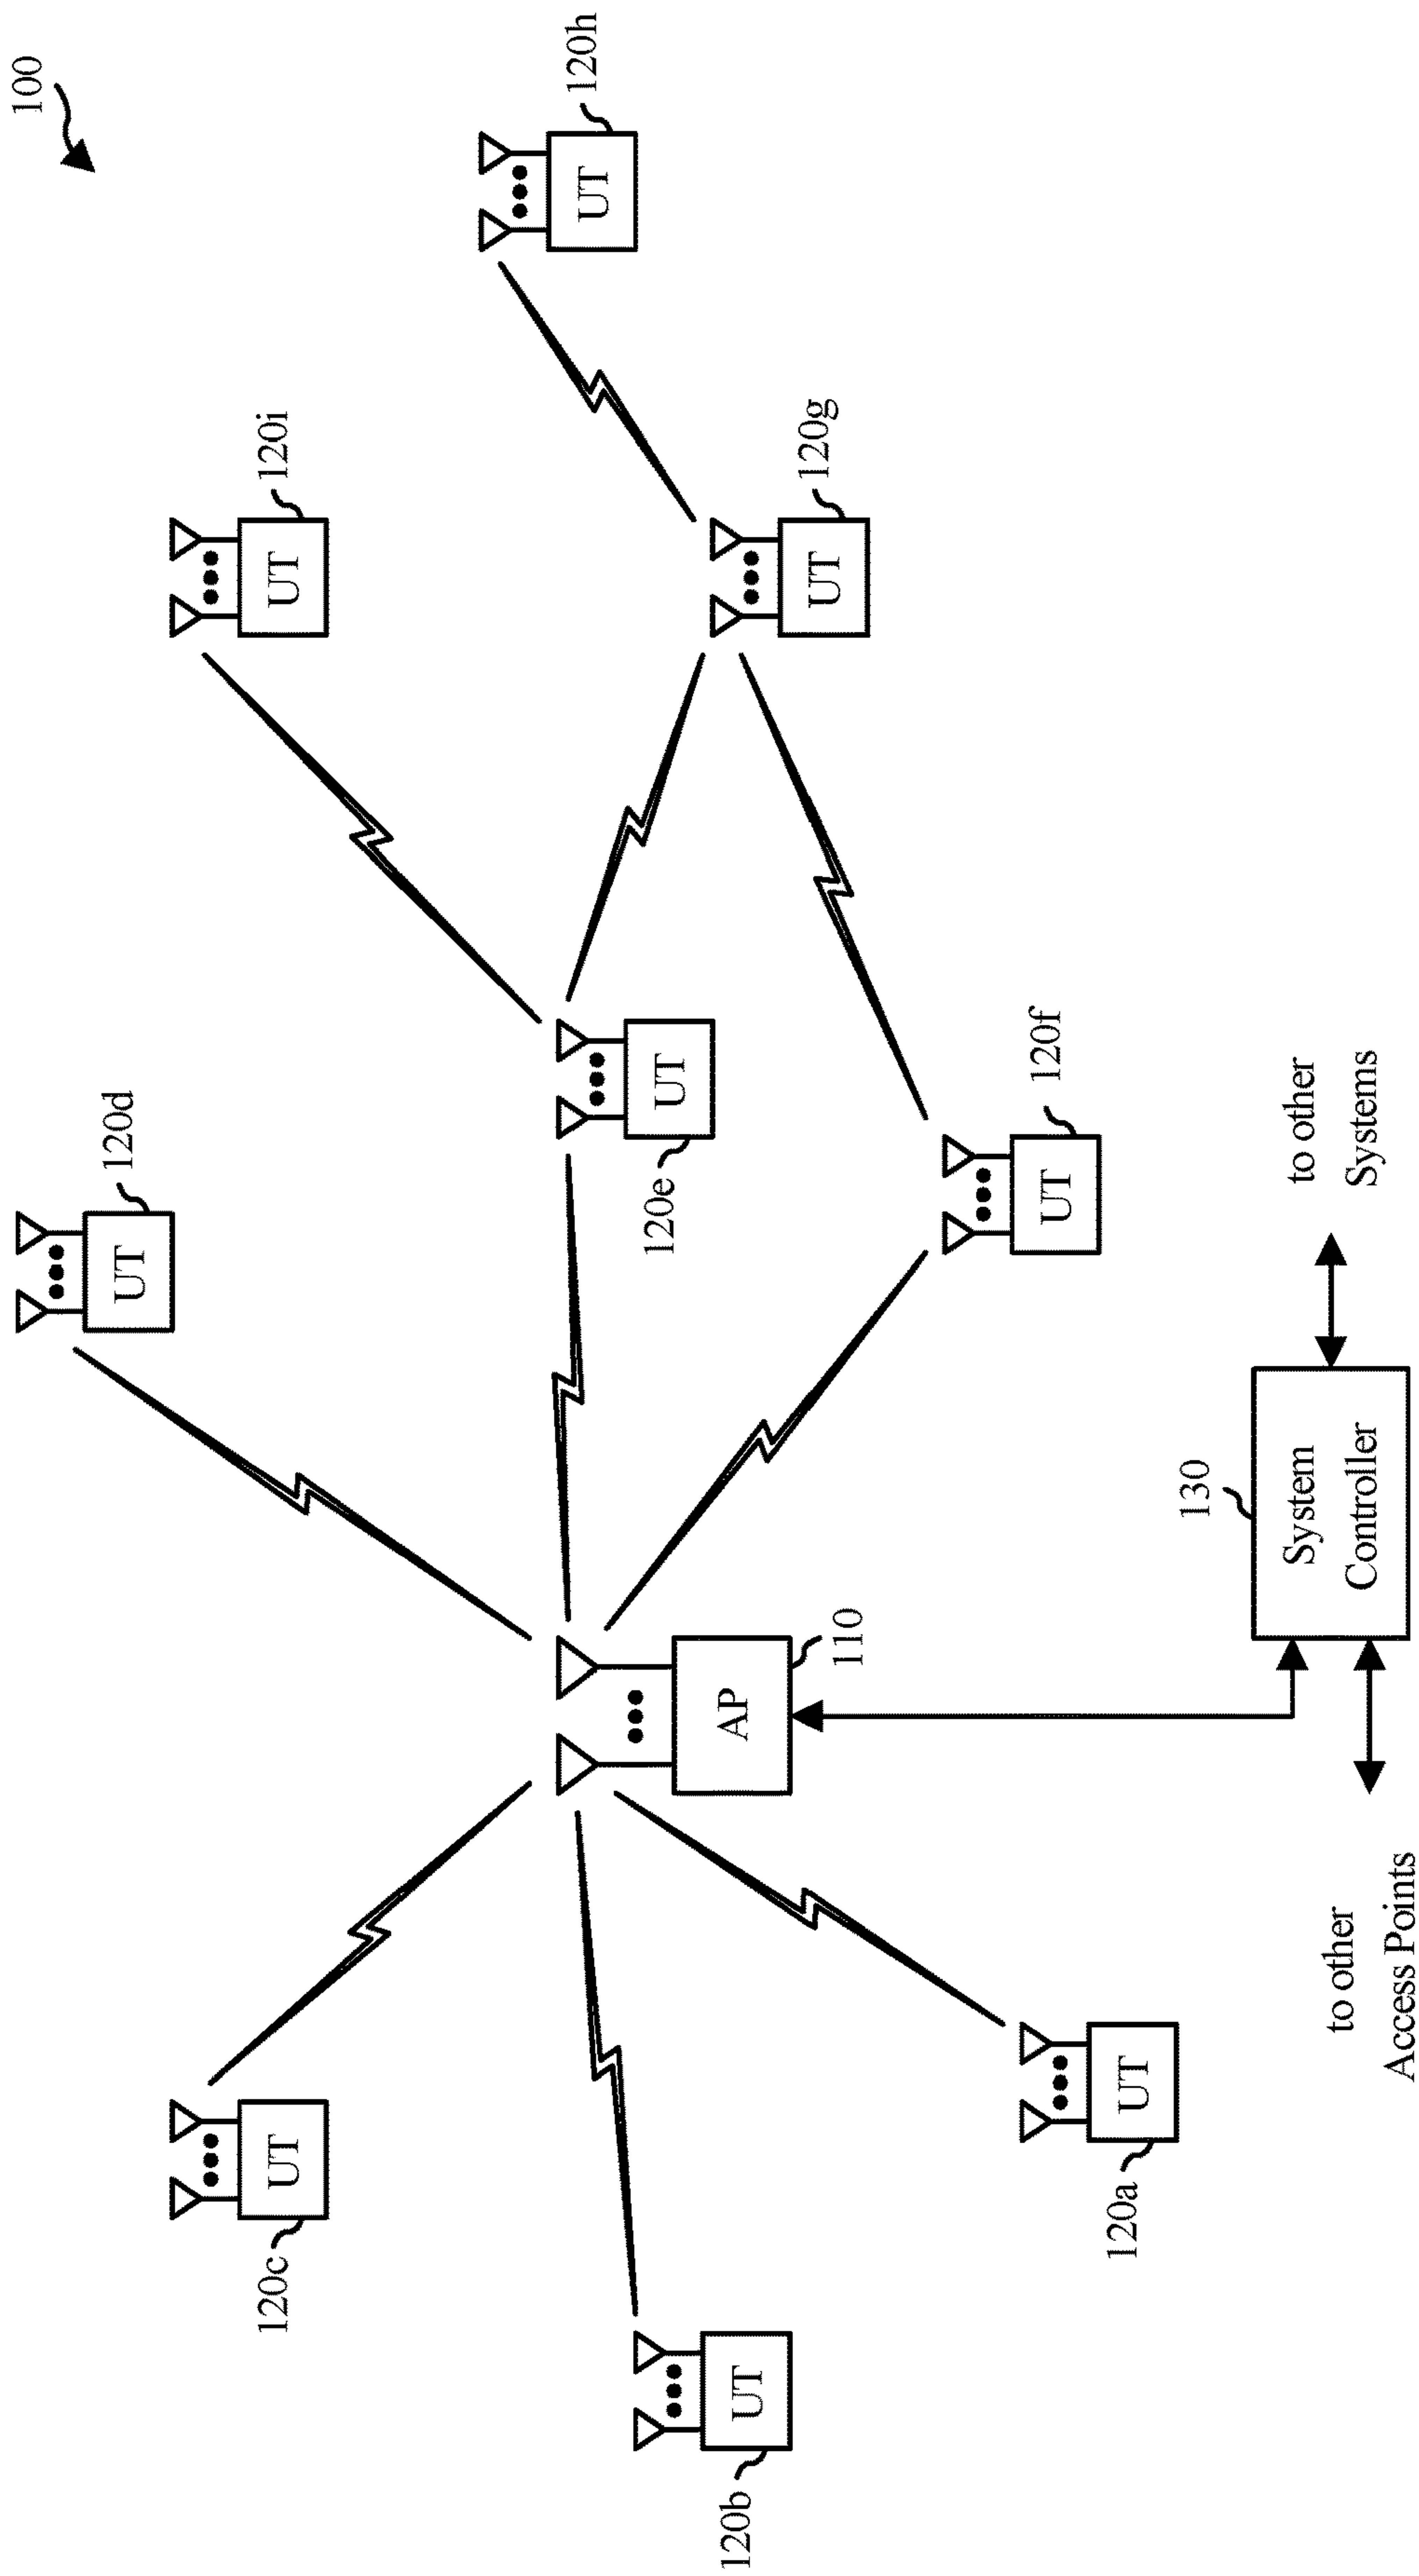 100
120d
UT
120i
UT
120c
UT
120h
UT
120e
UT
120g
UT
120b
UT
AP
110
120f
UT
120a
UT
130
System
Controller
to other
Systems
to other
Access Points